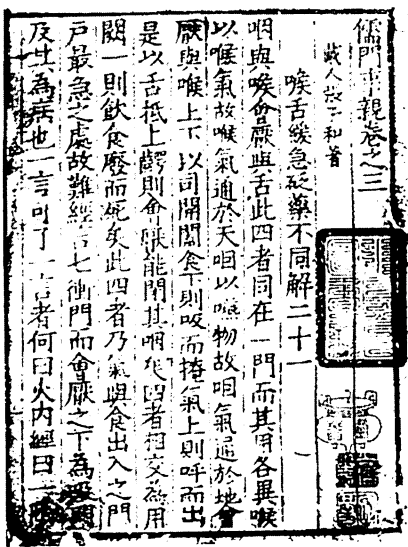 儒門事親卷之三
戴人張子和著
喉舌緩急砭藥不同解二十一
咽與喉會厭與舌此四者同在一門而其用各異喉
以喉氣故喉氣通於天咽以嚥物故咽氣通於地會
厭與喉上下以司開闔食下則吸而掩氣上則呼而出
是以舌抵上齶則會厭能閉其咽矣四者相交為用
闕一則飲食廢而死矣此四者乃氣與食出入之門
戶最急之處故難經言七衝門而會厭之下為吸門
及其為病也一言可了一言者何曰火內經曰一